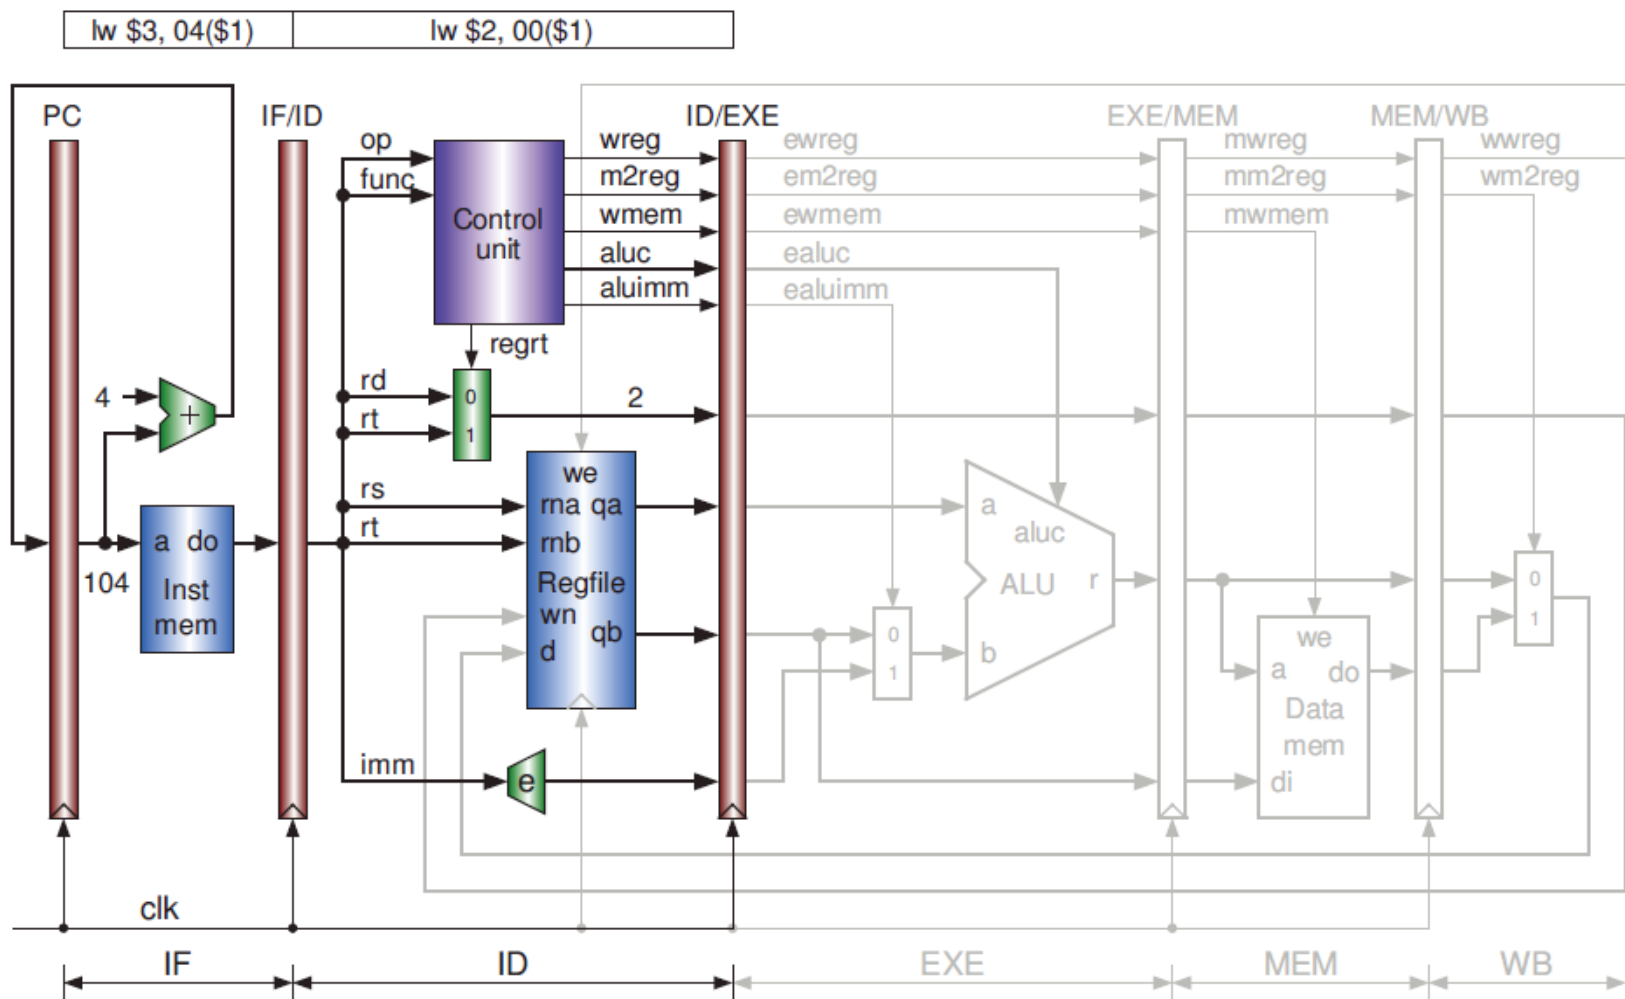 lw $3, 04($1) lw $2, 00($1)
PC IF/ID ID/EXE EXE/MEM MEM/WB
op wreg ewreg mwreg wwreg
func m2reg em2reg mm2reg wm2reg
Control
unit
wmem ewmem mwmem
aluc ealuc
aluimm ealuimm
regrt
rd 0 2
4 +
rt 1
we
rs rna qa a
rt rnb aluc
a do
104 Inst
mem
Regfile ALU r 0
wn qb 0 we 1
d b 1 a do
Data
mem
imm e di
clk
IF ID EXE MEM WB